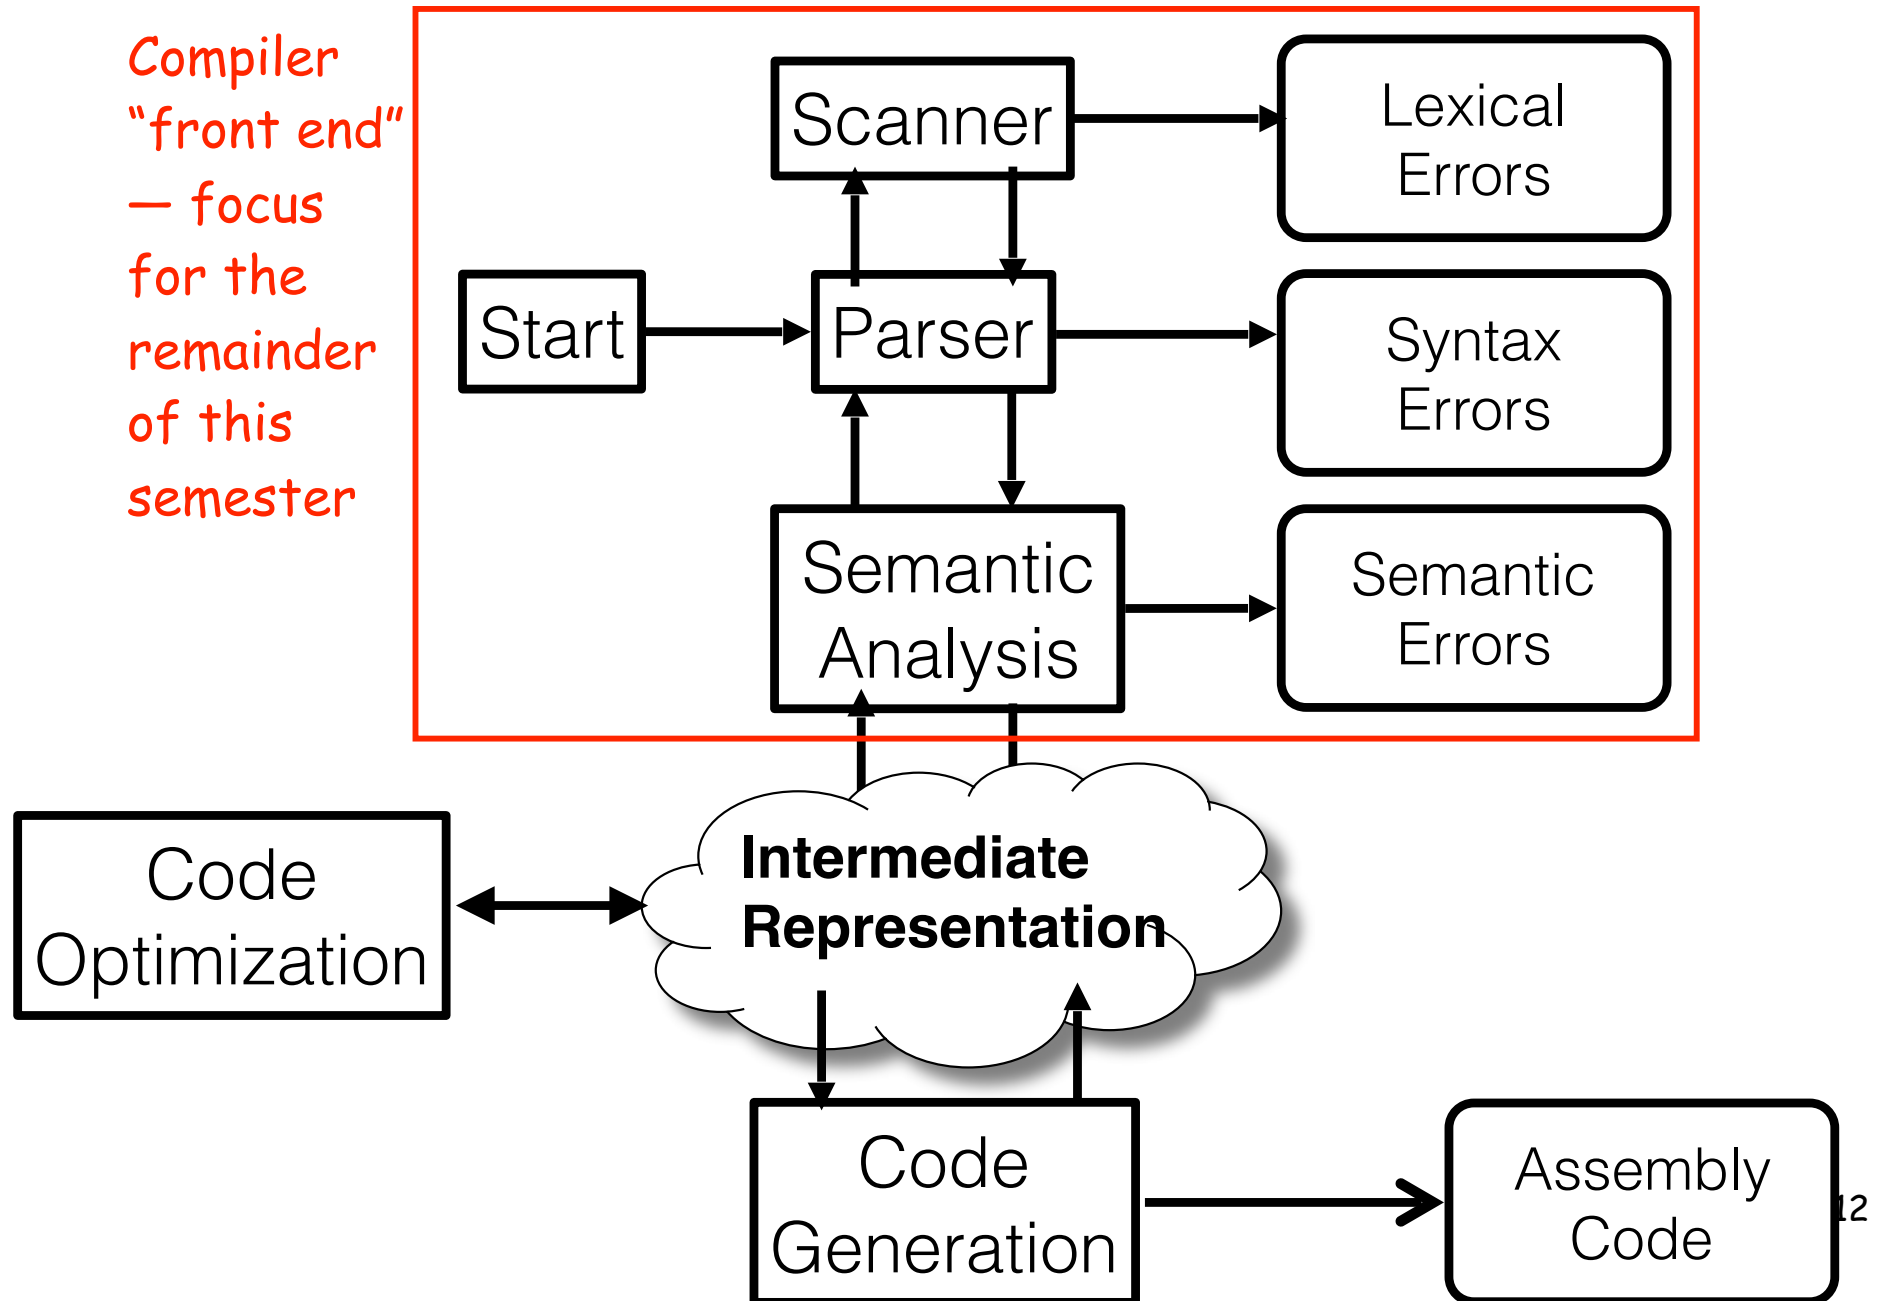 Compiler
“front end”
— focus
for the
remainder
of this
semester
Scanner
Lexical
Errors
Start
Parser
Syntax
Errors
Semantic
Analysis
Semantic
Errors
Intermediate
Representation
Code
Optimization
Code
Generation
Assembly
Code
12